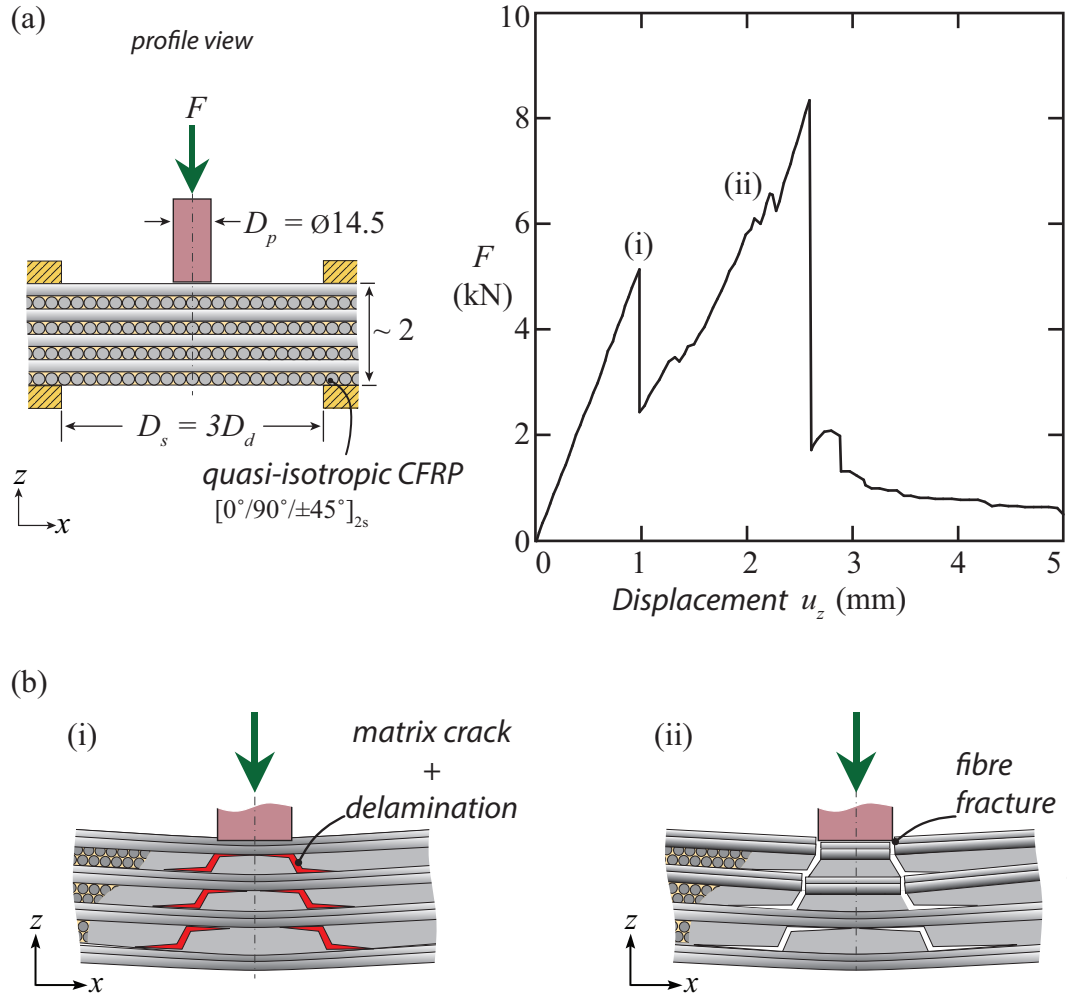 (a)
profile view
F
D_p = Ø14.5
~ 2
D_s = 3D_d
quasi-isotropic CFRP
[0°/90°/±45°]_2s
z
x
10
8
6
4
2
0
F
(kN)
(i)
(ii)
0 1 2 3 4 5
Displacement u_z (mm)
(b)
(i)
matrix crack
+
delamination
z
x
(ii)
fibre
fracture
z
x